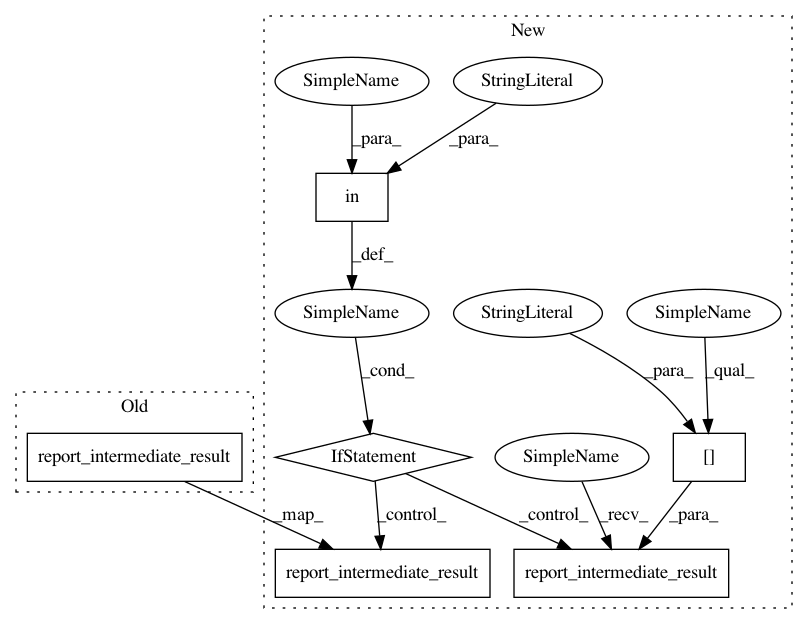 New
SimpleName
StringLiteral
_para_
_para_
in
_def_
SimpleName
StringLiteral
SimpleName
_cond_
_para_
_qual_
Old
report_intermediate_result
IfStatement
SimpleName
[]
_map_
_control_
_control_
_recv_
_para_
report_intermediate_result
report_intermediate_result